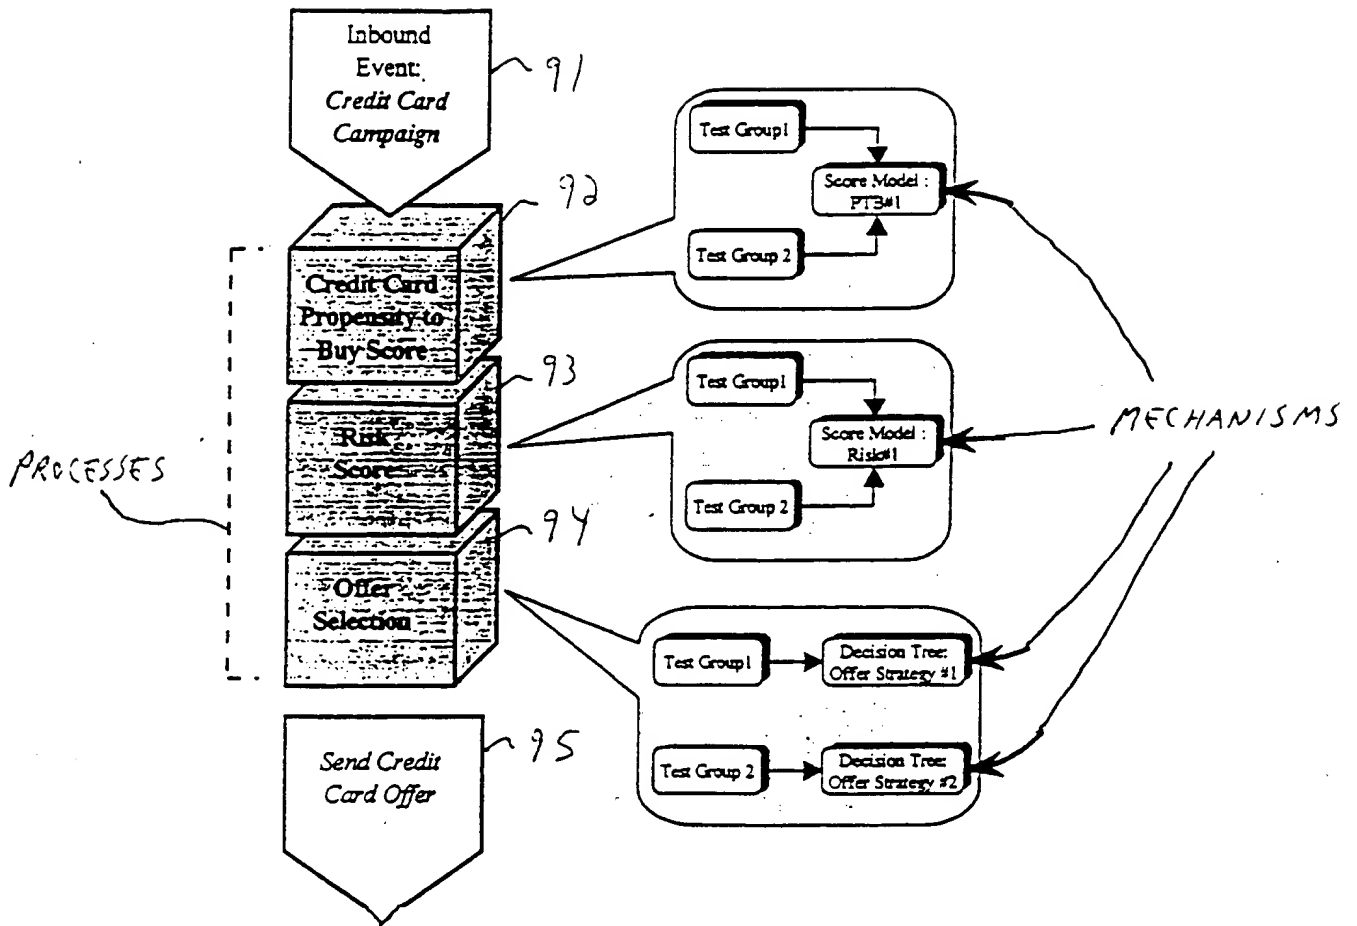 Inbound
Event:
Credit Card
Campaign
91
92
Credit Card
Propensity to
Buy Score
93
Risk
Score
94
Offer
Selection
PROCESSES
Send Credit
Card Offer
95
Test Group1
Score Model :
PTB#1
Test Group 2
Test Group1
Score Model :
Risk#1
Test Group 2
Test Group1
Decision Tree:
Offer Strategy #1
Test Group 2
Decision Tree:
Offer Strategy #2
MECHANISMS